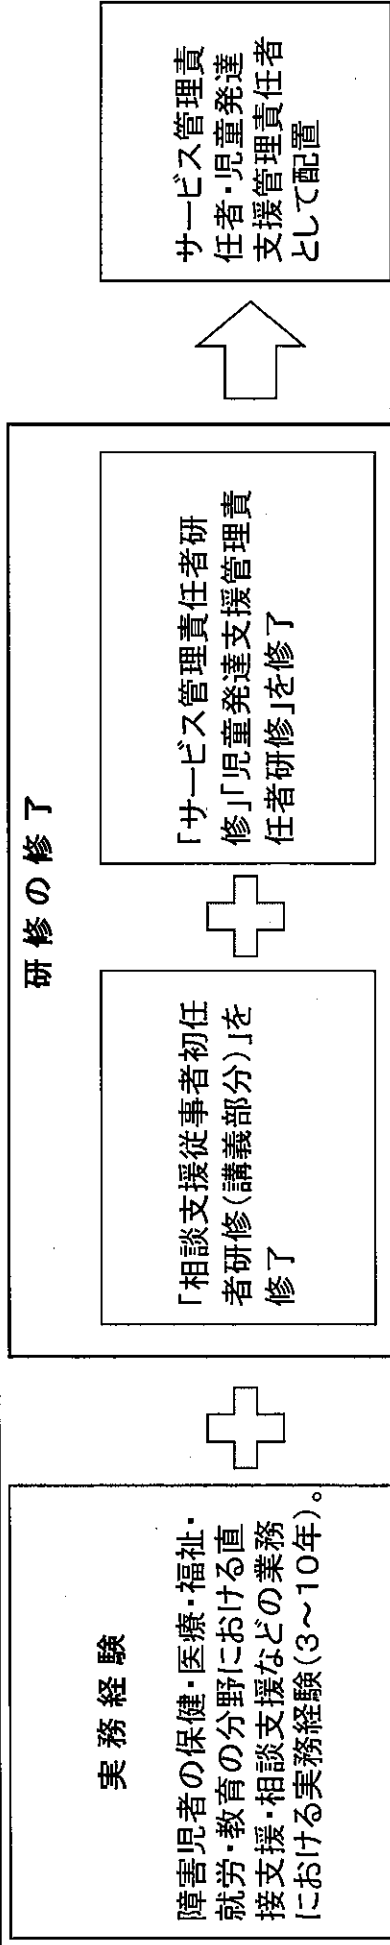 実務経験
障害児者の保健・医療・福祉・
就労・教育の分野における直
接支援・相談支援などの業務
における実務経験(3～10年)。
研修の修了
「相談支援従事者初任
者研修(講義部分)」を
修了
「サービス管理責任者研
修」「児童発達支援管理責
任者研修」を修了
サービス管理責
任者・児童発達
支援管理責任者
として配置